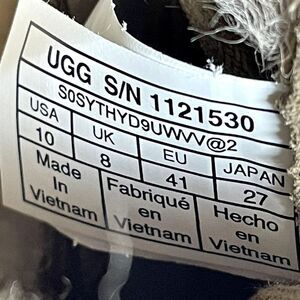 UGG S/N 1121530
S0SYTHYD9UWVV@2
USA UK EU JAPAN
10 8 41 27
Made Fabriqué Hecho
In en en
Vietnam Vietnam Vietnam